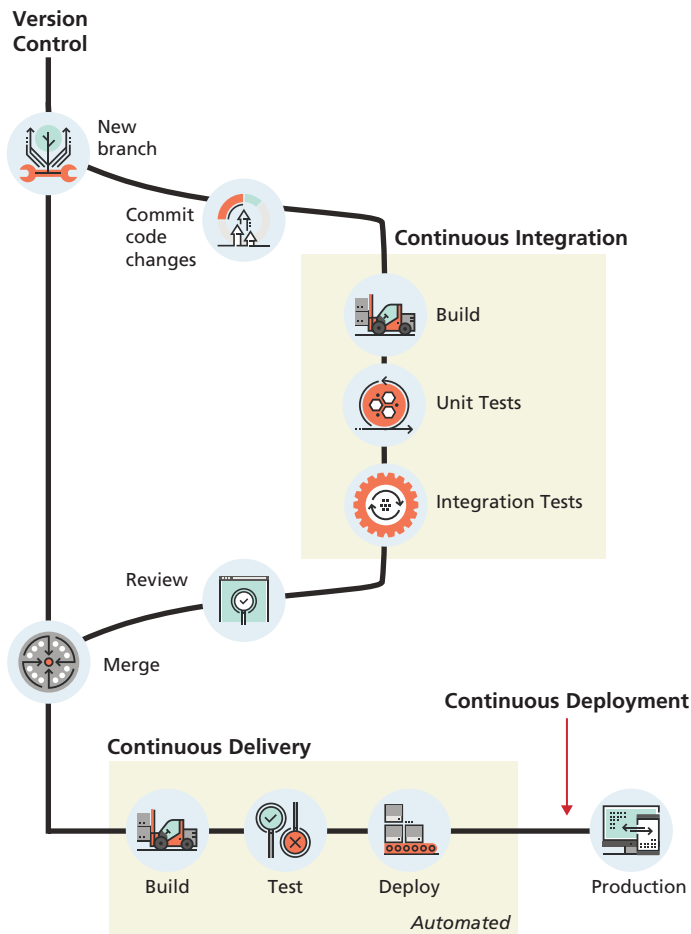 Version
Control
New
branch
Commit
code
changes
Continuous Integration
Build
Unit Tests
Integration Tests
Review
Merge
Continuous Deployment
Continuous Delivery
Build
Test
Deploy
Production
Automated